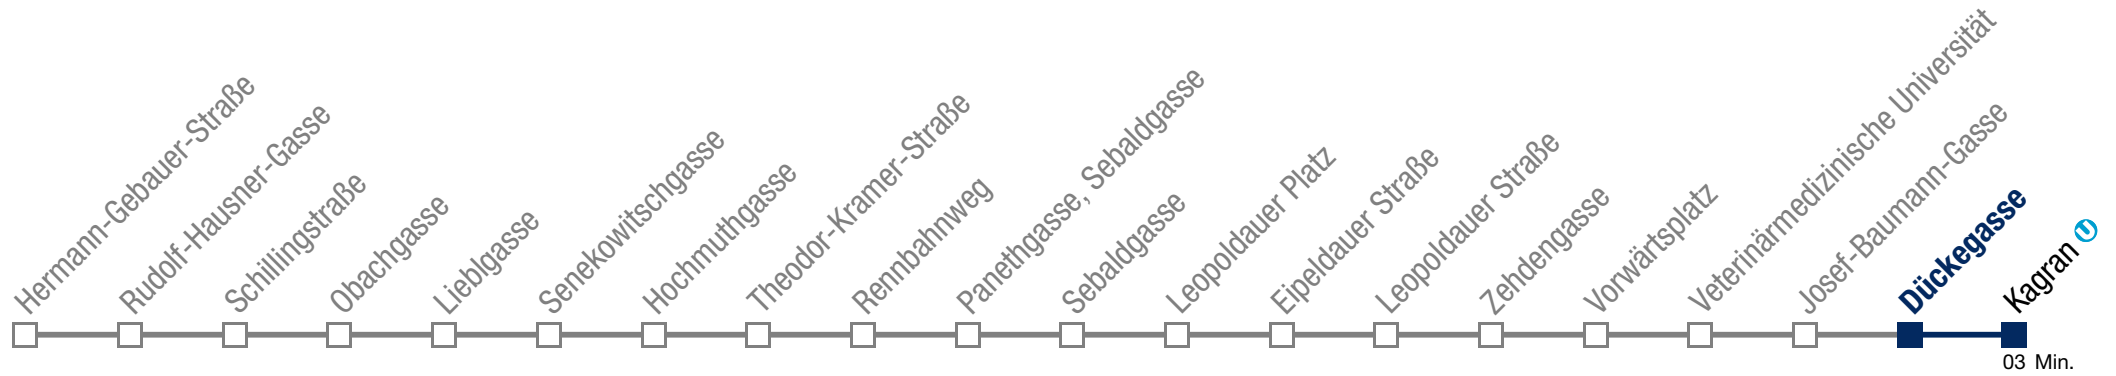 Hermann-Gebauer-Straße
Rudolf-Hausner-Gasse
Schillingstraße
Obachgasse
Lieblgasse
Senekowitschgasse
Hochmuthgasse
Theodor-Kramer-Straße
Rennbahnweg
Panethgasse, Sebaldgasse
Sebaldgasse
Leopoldauer Platz
Eipeldauer Straße
Leopoldauer Straße
Zehdengasse
Vorwärtsplatz
Veterinärmedizinische Universität
Josef-Baumann-Gasse
Dückegasse
Kagran U
03 Min.